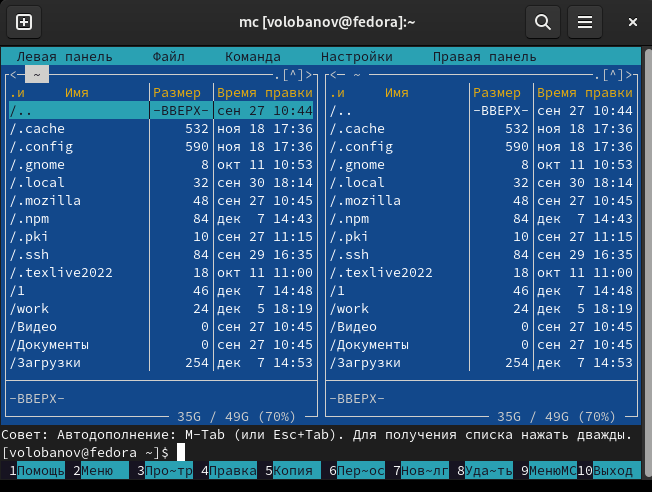 mc [volobanov@fedora]:~
Левая панель Файл Команда Настройки Правая панель
<─ ~ .[^]> <─ ~ .[^]>
.и Имя Размер Время правки .и Имя Размер Время правки
/.. -ВВЕРХ- сен 27 10:44 /.. -ВВЕРХ- сен 27 10:44
/.cache 532 ноя 18 17:36 /.cache 532 ноя 18 17:36
/.config 590 ноя 18 17:36 /.config 590 ноя 18 17:36
/.gnome 8 окт 11 10:53 /.gnome 8 окт 11 10:53
/.local 32 сен 30 18:14 /.local 32 сен 30 18:14
/.mozilla 48 сен 27 10:45 /.mozilla 48 сен 27 10:45
/.npm 84 дек 7 14:43 /.npm 84 дек 7 14:43
/.pki 10 сен 27 11:15 /.pki 10 сен 27 11:15
/.ssh 84 сен 29 16:35 /.ssh 84 сен 29 16:35
/.texlive2022 18 окт 11 11:00 /.texlive2022 18 окт 11 11:00
/1 46 дек 7 14:48 /1 46 дек 7 14:48
/work 24 дек 5 18:19 /work 24 дек 5 18:19
/Видео 0 сен 27 10:45 /Видео 0 сен 27 10:45
/Документы 0 сен 27 10:45 /Документы 0 сен 27 10:45
/Загрузки 254 дек 7 14:53 /Загрузки 254 дек 7 14:53
-ВВЕРХ- -ВВЕРХ-
35G / 49G (70%) 35G / 49G (70%)
Совет: Автодополнение: M-Tab (или Esc+Tab). Для получения списка нажать дважды.
[volobanov@fedora ~]$
1Помощь 2Меню 3Про~тр 4Правка 5Копия 6Пер~ос 7Нов~лг 8Уда~ть 9МенюMC 10Выход